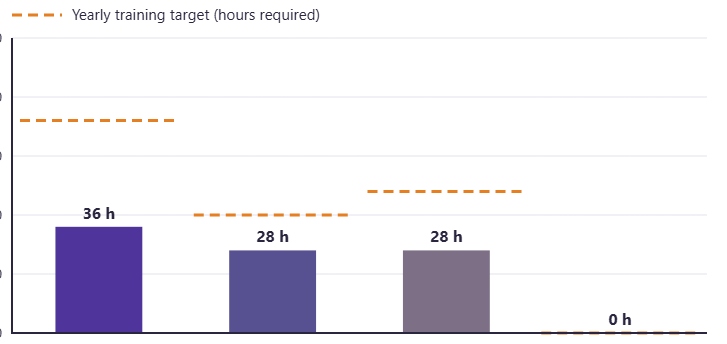 Yearly training target (hours required)
36 h
28 h
28 h
0 h